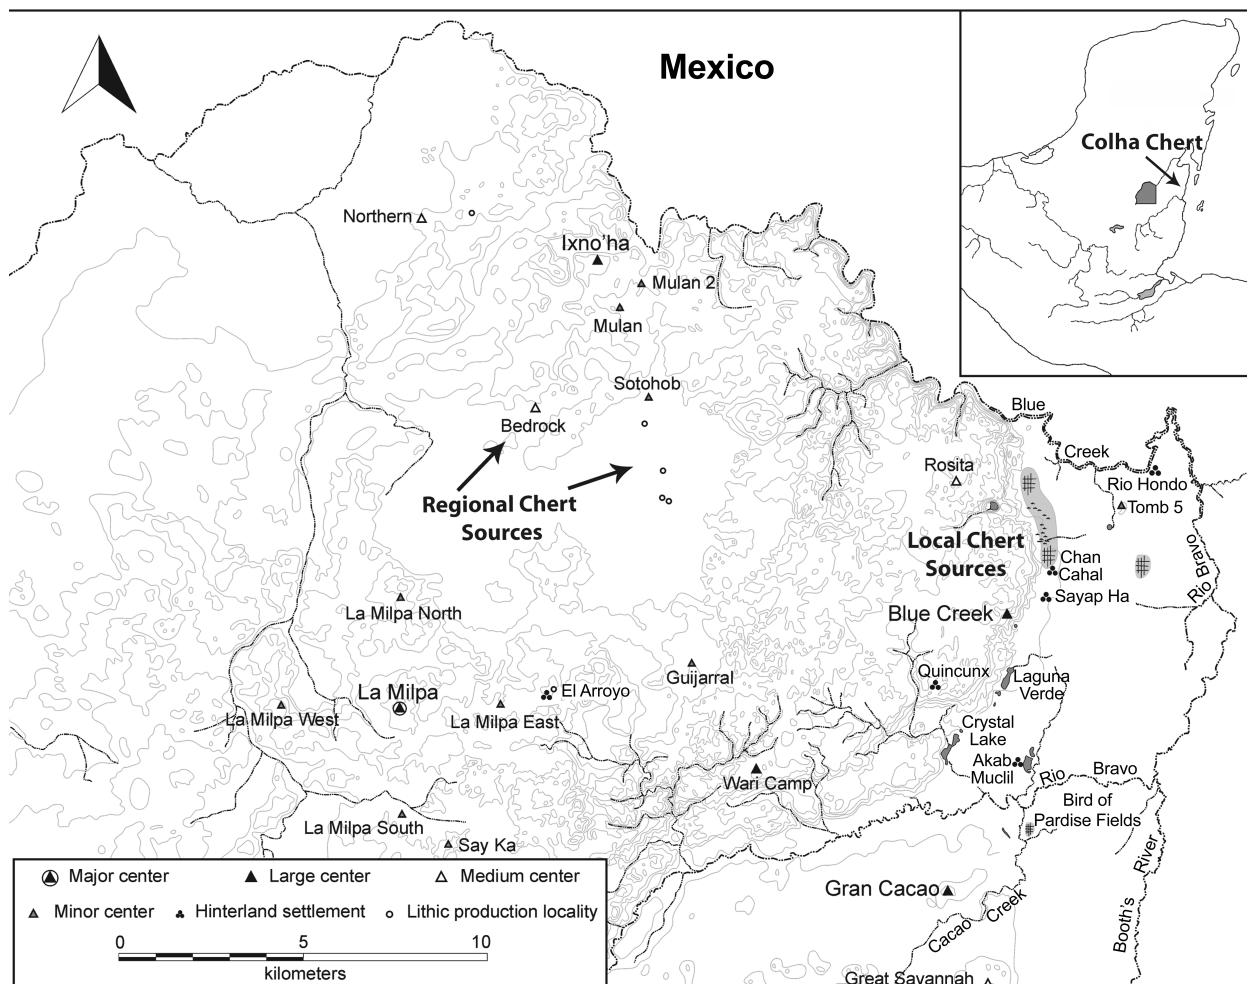 Mexico
Colha Chert
Northern
Ixno'ha
Mulan 2
Mulan
Sotohob
Bedrock
Blue
Creek
Rosita
Rio Hondo
Tomb 5
Regional Chert
Sources
Local Chert
Sources
Chan
Cahal
Rio Bravo
Sayap Ha
La Milpa North
Blue Creek
Guijarral
Quincunx
Laguna
Verde
La Milpa
El Arroyo
La Milpa West
La Milpa East
Crystal
Lake
Akab
Muclil
Wari Camp
Rio
Bravo
Bird of
Pardise Fields
La Milpa South
Say Ka
Major center
Large center
Medium center
Minor center
Hinterland settlement
Lithic production locality
0
5
10
kilometers
Gran Cacao
Cacao Creek
Booth's River
Great Savannah